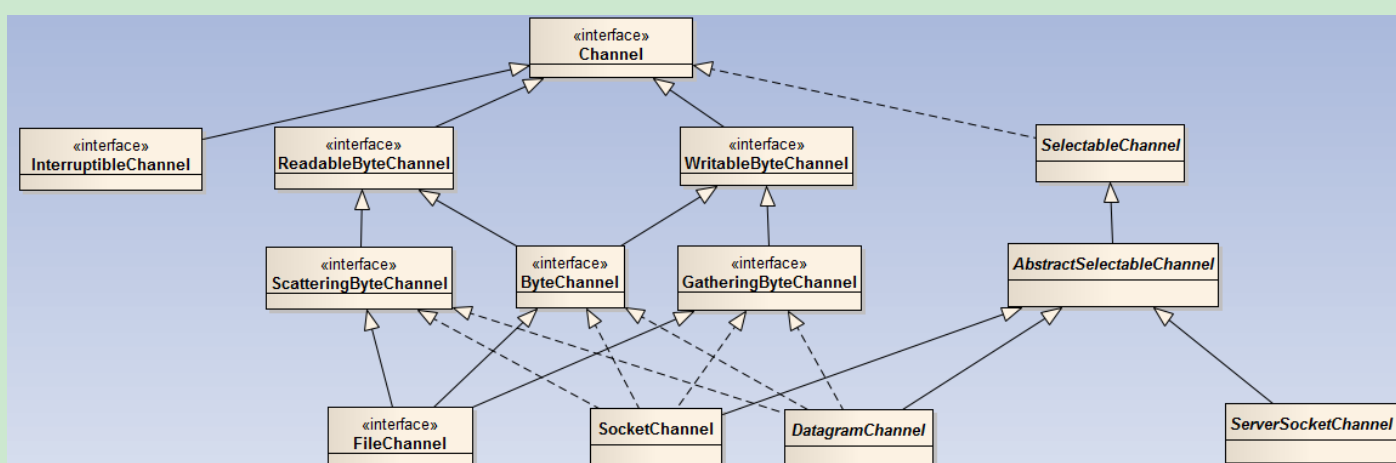 «interface»
Channel
«interface»
InterruptibleChannel
«interface»
ReadableByteChannel
«interface»
WritableByteChannel
SelectableChannel
«interface»
ScatteringByteChannel
«interface»
ByteChannel
«interface»
GatheringByteChannel
AbstractSelectableChannel
«interface»
FileChannel
SocketChannel
DatagramChannel
ServerSocketChannel